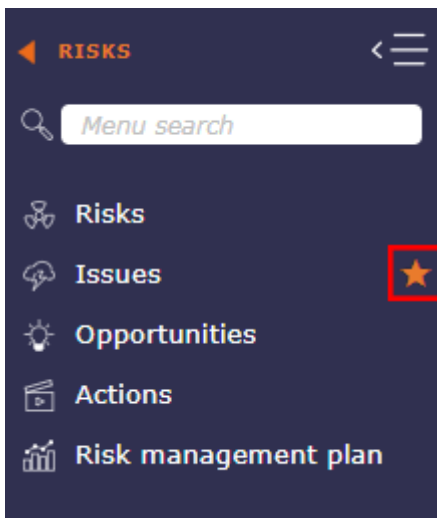 RISKS
Menu search
Risks
Issues
Opportunities
Actions
Risk management plan